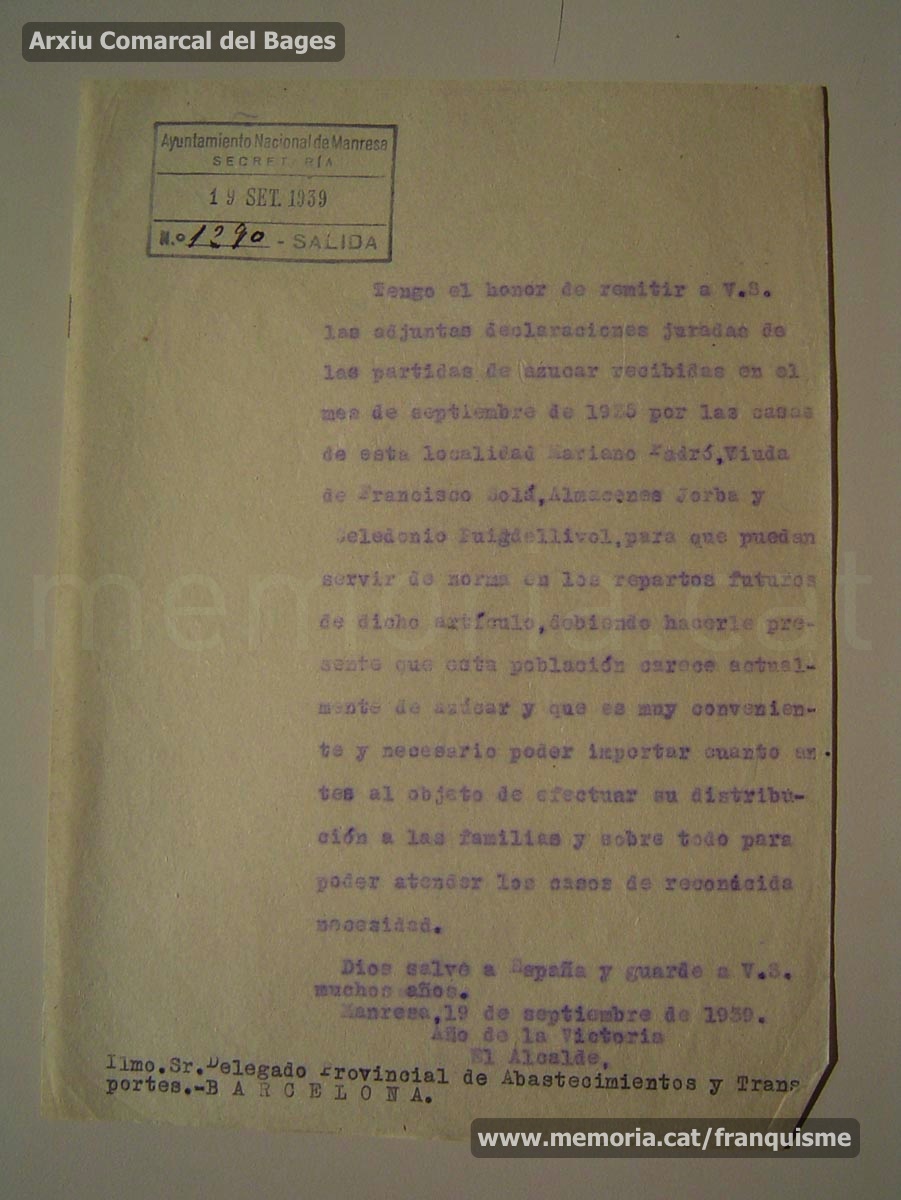 Arxiu Comarcal del Bages
Ayuntamiento Nacional de Manresa
SECRETARÍA
19 SET. 1939
N.º 1290 - SALIDA
Tengo el honor de remitir a V.S.
las adjuntas declaraciones juradas de
las partidas de azucar recibidas en el
mes de septiembre de 1935 por las casas
de esta localidad Mariano Padró,Viuda
de Francisco Solá,Almacenes Jorba y
Celedonio Puigdellivol,para que puedan
servir de norma en los repartos futuros
de dicho artículo,debiendo hacerle pre-
sente que esta población carece actual-
mente de azúcar y que es muy convenien-
te y necesario poder importar cuanto an-
tes al objeto de efectuar su distribu-
ción a las familias y sobre todo para
poder atender los casos de reconócida
necesidad.
Dios salve a España y guarde a V.S.
muchos años.
Manresa,19 de septiembre de 1939.
Año de la Victoria
El Alcalde,
Ilmo.Sr.Delegado Provincial de Abastecimientos y Trans
portes.-B A R C E L O N A.
memoria.cat
www.memoria.cat/franquisme